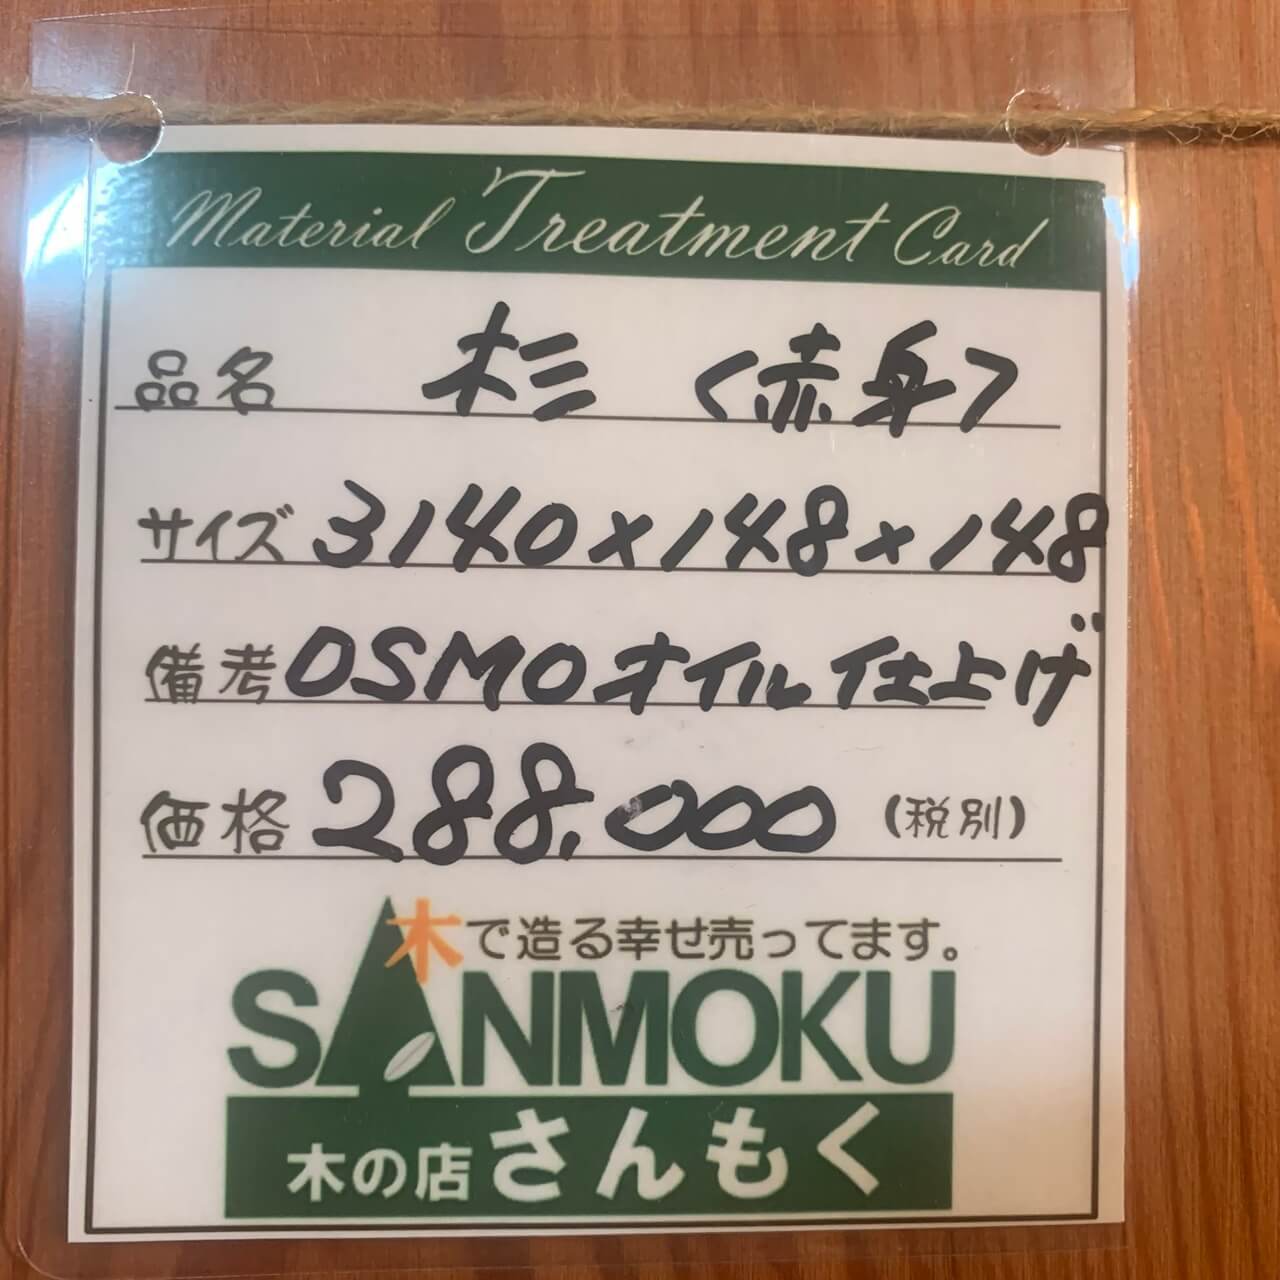 Material Treatment Card
品名 杉 〈赤身〉
サイズ 3140×148×148
備考 OSMOオイル仕上げ
価格 288,000 (税別)
木で造る幸せ売ってます。
SANMOKU
木の店 さんもく